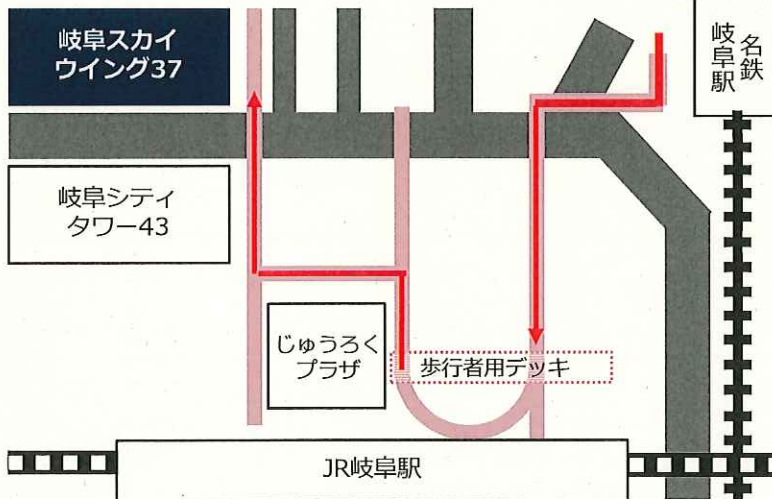 岐阜スカイ
ウイング37
名鉄
岐阜駅
岐阜シティ
タワー43
じゅうろく
プラザ
歩行者用デッキ
JR岐阜駅